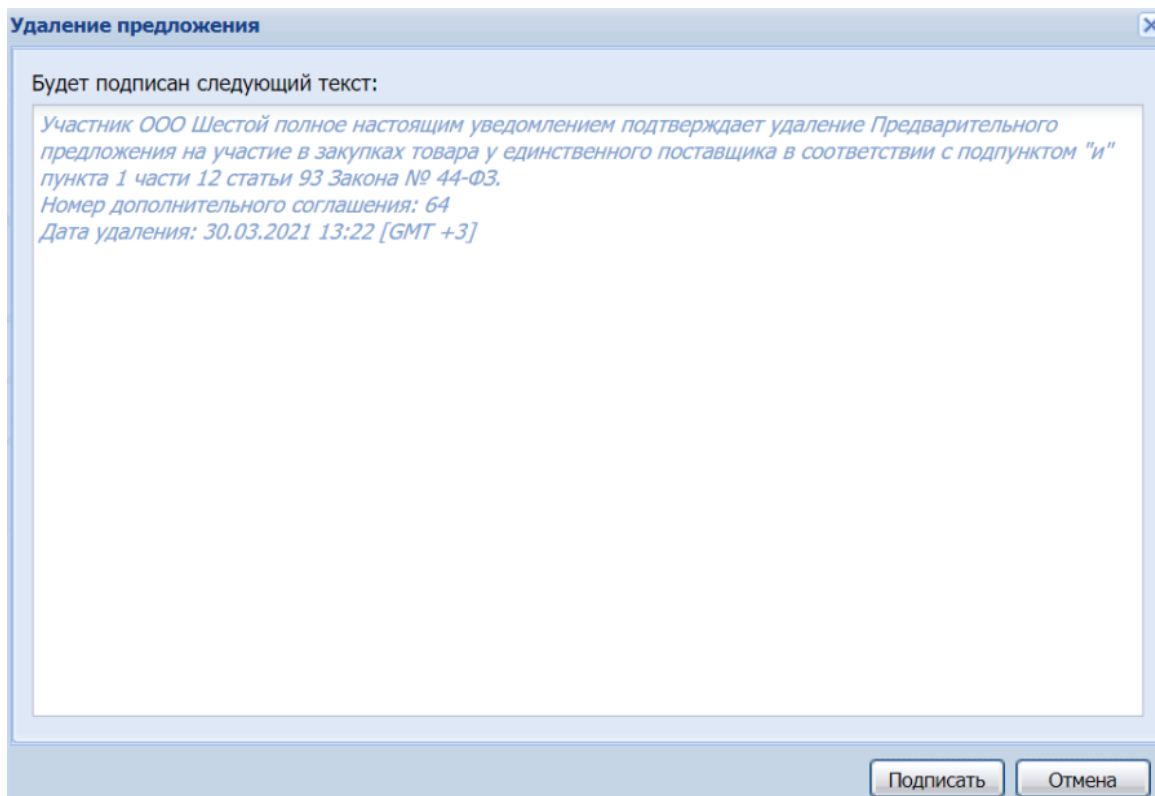 Удаление предложения
Будет подписан следующий текст:
Участник ООО Шестой полное настоящим уведомлением подтверждает удаление Предварительного
предложения на участие в закупках товара у единственного поставщика в соответствии с подпунктом "и"
пункта 1 части 12 статьи 93 Закона № 44-ФЗ.
Номер дополнительного соглашения: 64
Дата удаления: 30.03.2021 13:22 [GMT +3]
Подписать Отмена